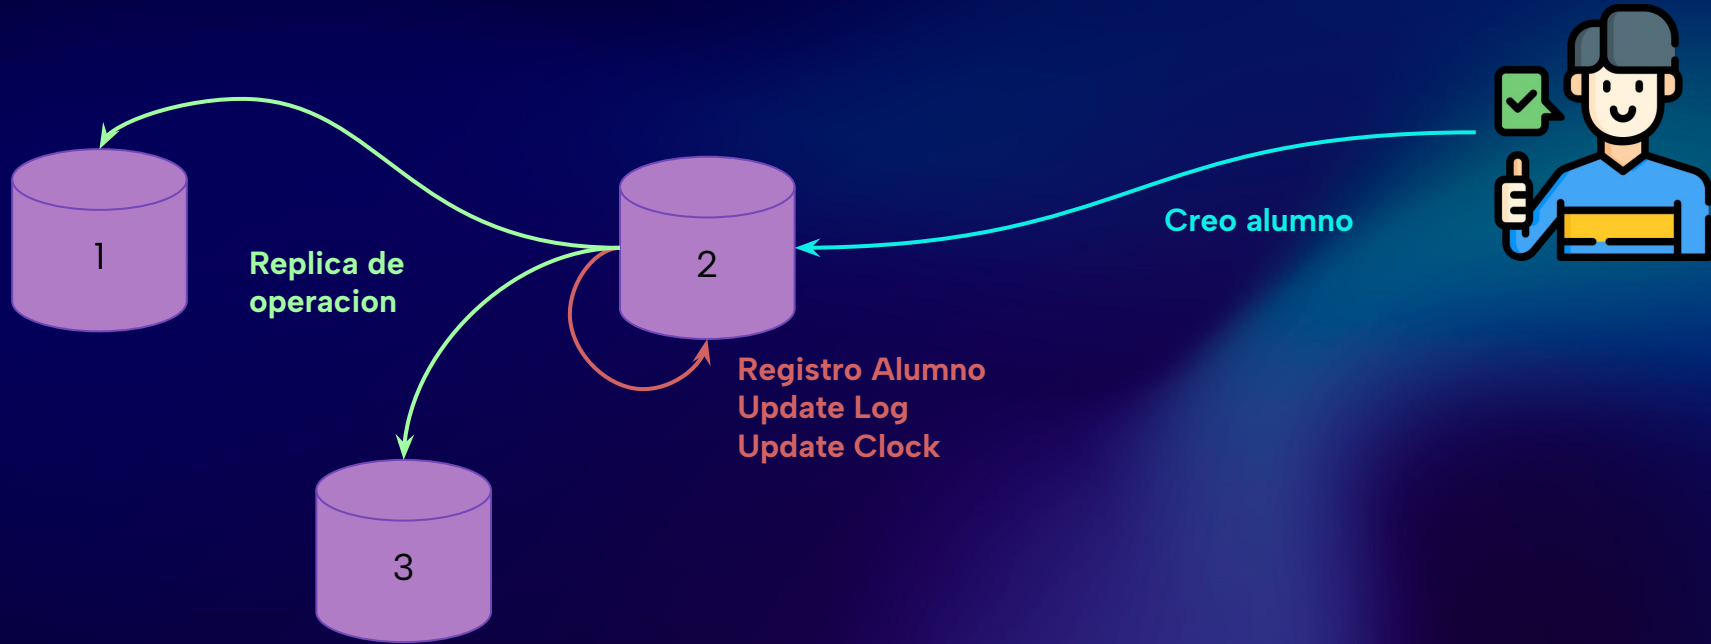 Creo alumno
1
Replica de
operacion
2
Registro Alumno
Update Log
Update Clock
3